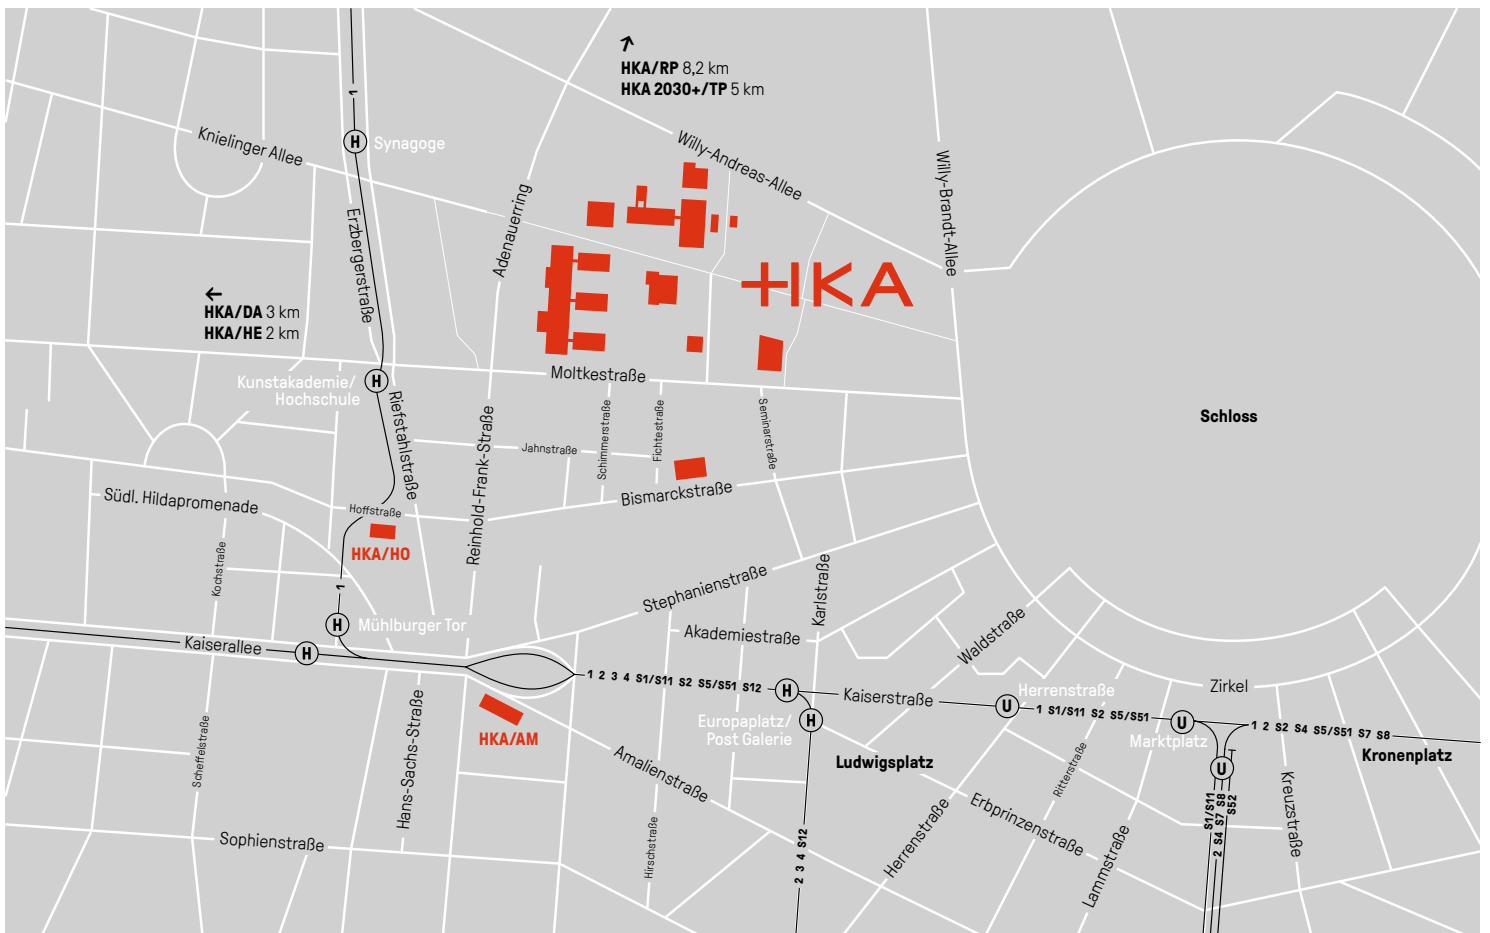 HKA/RP 8,2 km
HKA 2030+/TP 5 km
1
H
Synagoge
Knielinger Allee
Willy-Andreas-Allee
Willy-Brandt-Allee
Adenauerring
Erzbergerstraße
HKA
HKA/DA 3 km
HKA/HE 2 km
Moltkestraße
Kunstakademie/
Hochschule
H
Riefstahlstraße
Reinhold-Frank-Straße
Jahnstraße
Schimmerstraße
Fichtestraße
Seminarstraße
Schloss
Bismarckstraße
Südl. Hildapromenade
Hoffstraße
HKA/HO
Kochstraße
1
Stephanienstraße
Karlstraße
H
Mühlburger Tor
Akademiestraße
Waldstraße
Kaiserallee
H
1 2 3 4 S1/S11 S2 S5/S51 S12
H
Kaiserstraße
Herrenstraße
U
1 S1/S11 S2 S5/S51
Zirkel
U
Marktplatz
1 2 S2 S4 S5/S51 S7 S8
Kronenplatz
HKA/AM
Europaplatz/
Post Galerie
H
Ludwigsplatz
U
T
Scheffelstraße
Hans-Sachs-Straße
Amalienstraße
Ritterstraße
Kreuzstraße
S1/S11
2 S4 S7 S8
S52
Erbprinzenstraße
Herrenstraße
Lammstraße
Sophienstraße
Hirschstraße
2 3 4 S12